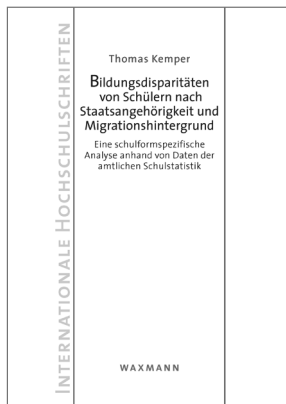 INTERNATIONALE HOCHSCHULSCHRIFTEN
Thomas Kemper
Bildungsdisparitäten
von Schülern nach
Staatsangehörigkeit und
Migrationshintergrund
Eine schulformspezifische
Analyse anhand von Daten der
amtlichen Schulstatistik
WAXMANN